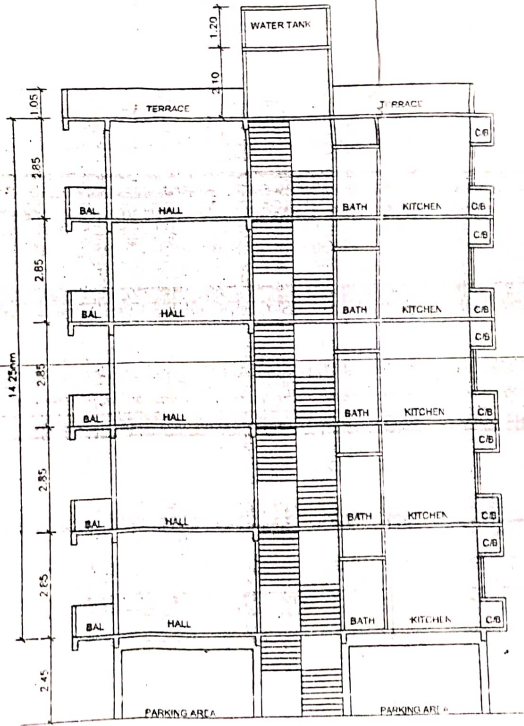 1.20
WATER TANK
2.10
1.05
TERRACE
TERRACE
C/B
2.85
BAL
HALL
BATH
KITCHEN
C/B
C/B
2.85
BAL
HALL
BATH
KITCHEN
C/B
C/B
14.25
2.85
BAL
HALL
BATH
KITCHEN
C/B
C/B
2.85
BAL
HALL
BATH
KITCHEN
C/B
C/B
2.85
BAL
HALL
BATH
KITCHEN
C/B
2.45
PARKING AREA
PARKING AREA